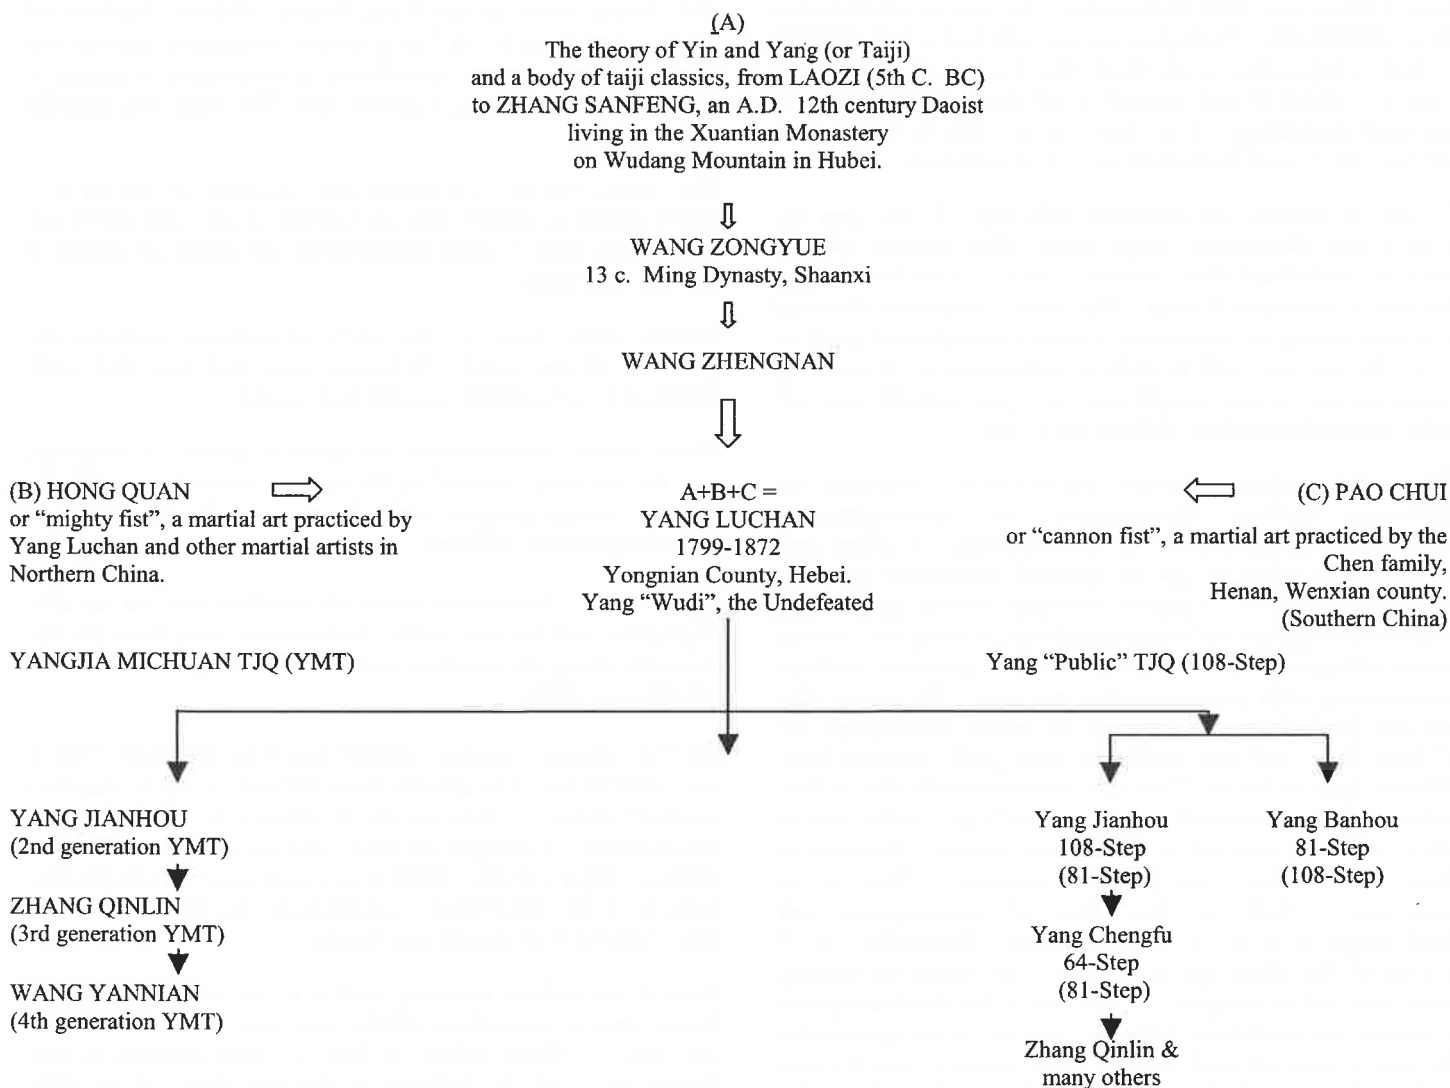 (A)
The theory of Yin and Yang (or Taiji)
and a body of taiji classics, from LAOZI (5th C. BC)
to ZHANG SANFENG, an A.D. 12th century Daoist
living in the Xuantian Monastery
on Wudang Mountain in Hubei.
WANG ZONGYUE
13 c. Ming Dynasty, Shaanxi
WANG ZHENGNAN
(B) HONG QUAN
or “mighty fist”, a martial art practiced by
Yang Luchan and other martial artists in
Northern China.
A+B+C =
YANG LUCHAN
1799-1872
Yongnian County, Hebei.
Yang “Wudi”, the Undefeated
(C) PAO CHUI
or “cannon fist”, a martial art practiced by the
Chen family,
Henan, Wenxian county.
(Southern China)
YANGJIA MICHUAN TJQ (YMT)
Yang “Public” TJQ (108-Step)
YANG JIANHOU
(2nd generation YMT)
ZHANG QINLIN
(3rd generation YMT)
WANG YANNIAN
(4th generation YMT)
Yang Jianhou
108-Step
(81-Step)
Yang Chengfu
64-Step
(81-Step)
Zhang Qinlin &
many others
Yang Banhou
81-Step
(108-Step)